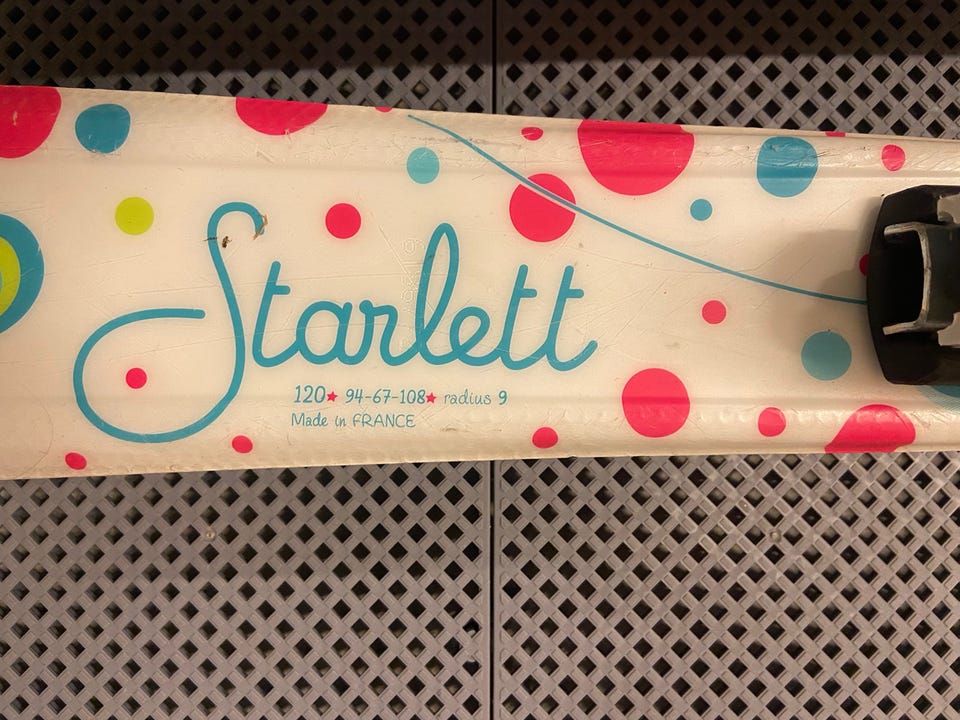 Starlett
120★ 94-67-108★ radius 9
Made in FRANCE